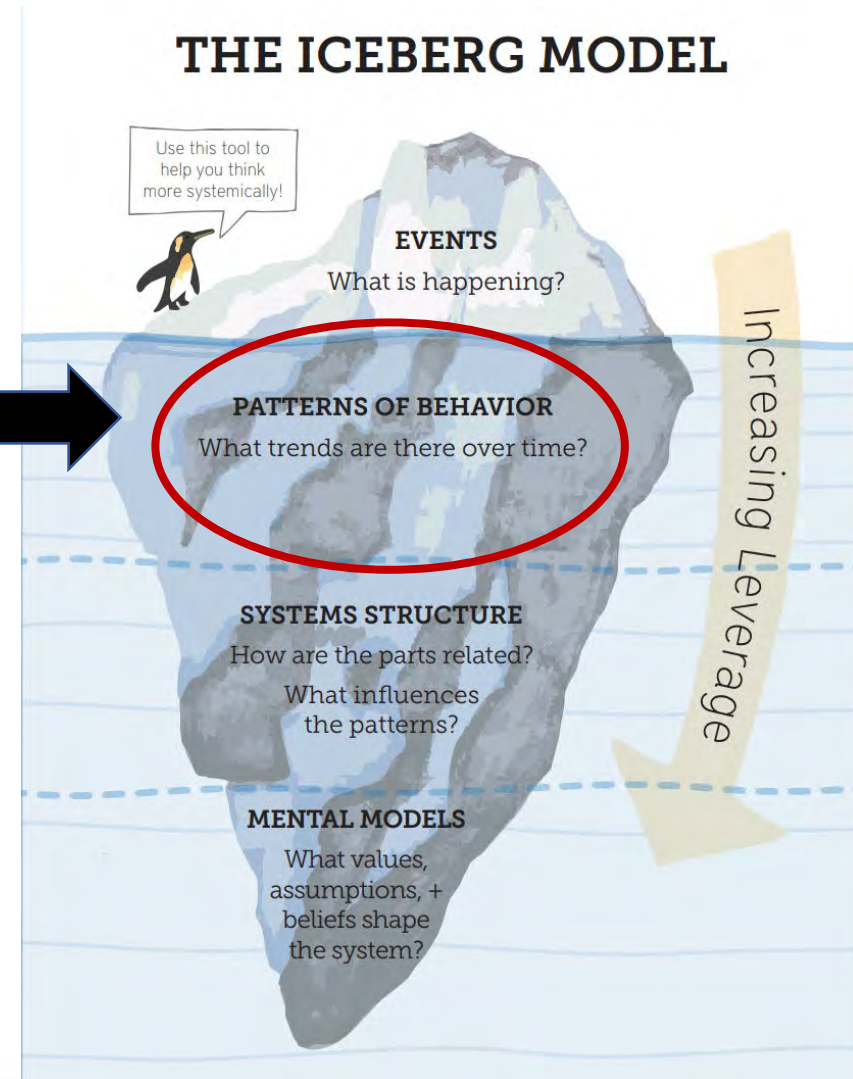 THE ICEBERG MODEL
Use this tool to
help you think
more systemically!
EVENTS
What is happening?
PATTERNS OF BEHAVIOR
What trends are there over time?
SYSTEMS STRUCTURE
How are the parts related?
What influences
the patterns?
MENTAL MODELS
What values,
assumptions, +
beliefs shape
the system?
Increasing Leverage